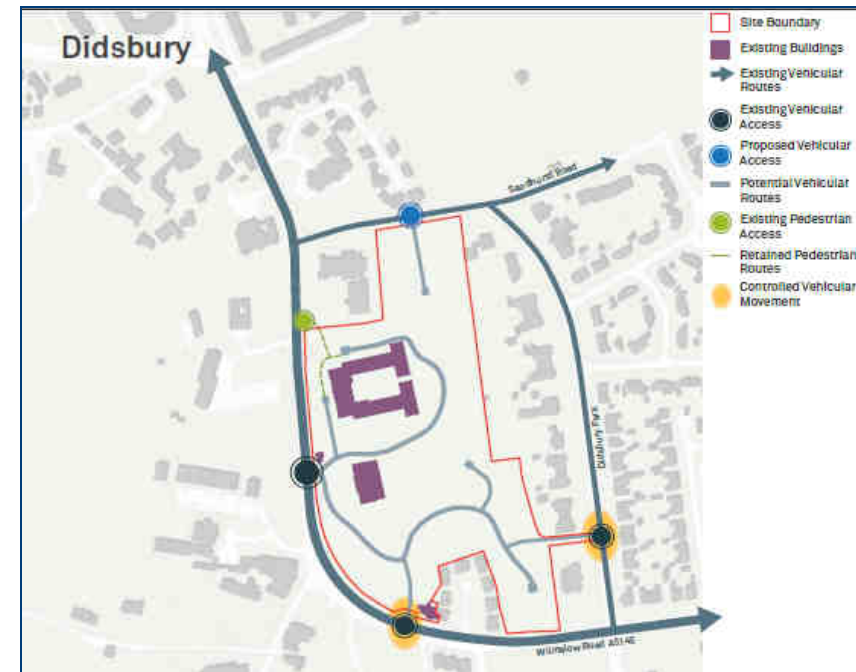 Didsbury
Site Boundary
Existing Buildings
Existing Vehicular
Routes
Existing Vehicular
Access
Proposed Vehicular
Access
Potential Vehicular
Routes
Existing Pedestrian
Access
Retained Pedestrian
Routes
Controlled Vehicular
Movement
Sandhurst Road
Didsbury Park
Wilmslow Road A5145